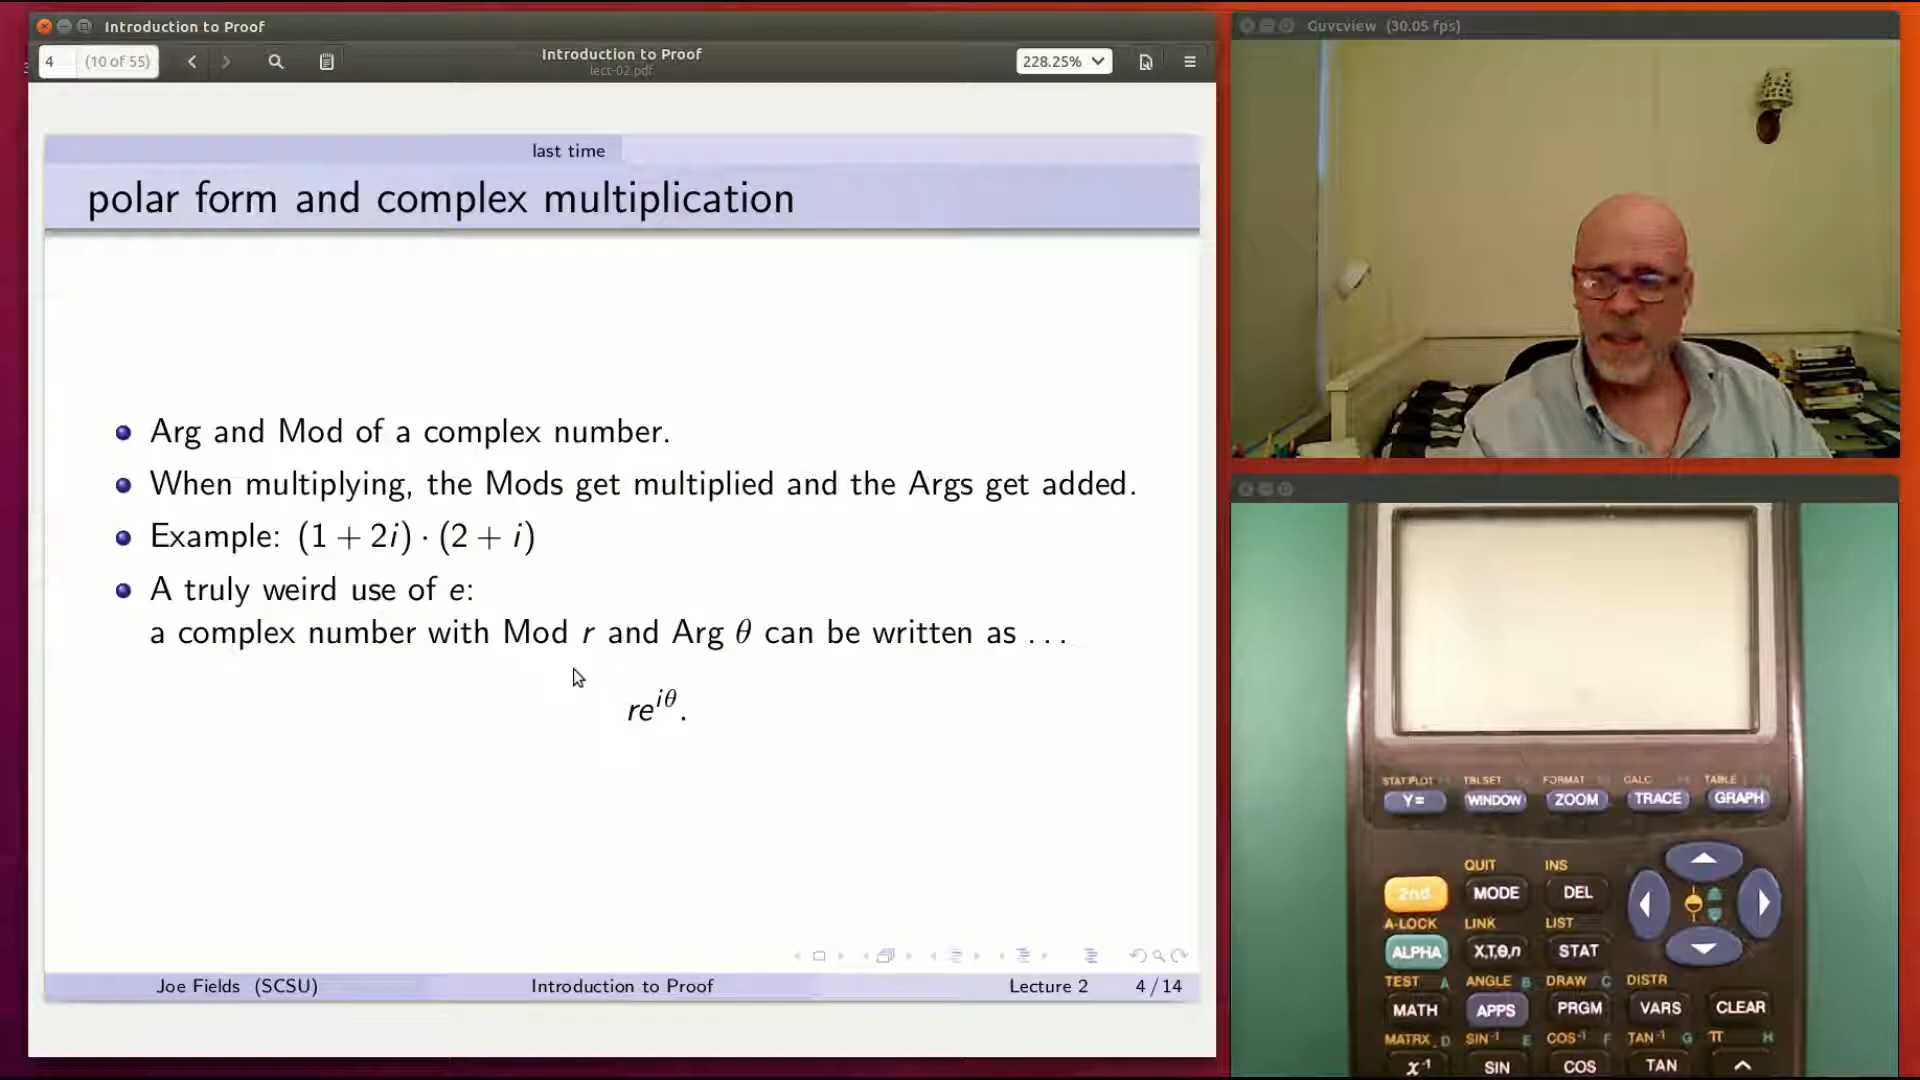 Introduction to Proof
4 (10 of 55)
Introduction to Proof
lect-02.pdf
228.25%
last time
polar form and complex multiplication
Arg and Mod of a complex number.
When multiplying, the Mods get multiplied and the Args get added.
Example: (1 + 2i) · (2 + i)
A truly weird use of e:
a complex number with Mod r and Arg θ can be written as . . .
re^{iθ}.
Joe Fields (SCSU) Introduction to Proof Lecture 2 4 / 14
Guvcview (30.05 fps)
STAT PLOT TBLSET FORMAT CALC TABLE
Y= WINDOW ZOOM TRACE GRAPH
QUIT INS
2nd MODE DEL
A-LOCK LINK LIST
ALPHA X,T,θ,n STAT
TEST A ANGLE B DRAW C DISTR
MATH APPS PRGM VARS CLEAR
MATRX D SIN⁻¹ E COS⁻¹ F TAN⁻¹ G π H
x⁻¹ SIN COS TAN ^